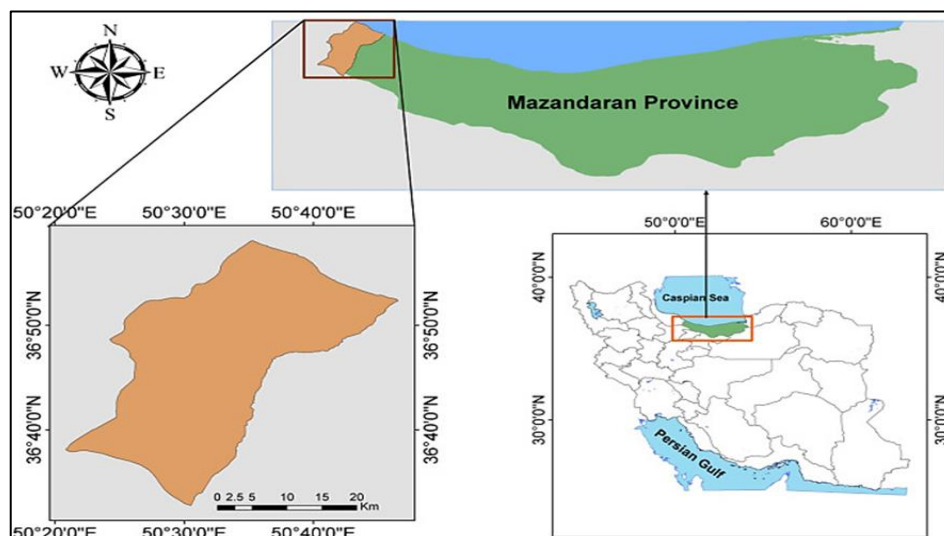 N
W E
S
Mazandaran Province
50°20'0"E 50°30'0"E 50°40'0"E
36°50'0"N
36°40'0"N
36°50'0"N
36°40'0"N
0 2.5 5 10 15 20
Km
50°20'0"E 50°30'0"E 50°40'0"E
50°0'0"E 60°0'0"E
40°0'0"N
30°0'0"N
40°0'0"N
30°0'0"N
Caspian Sea
Persian Gulf